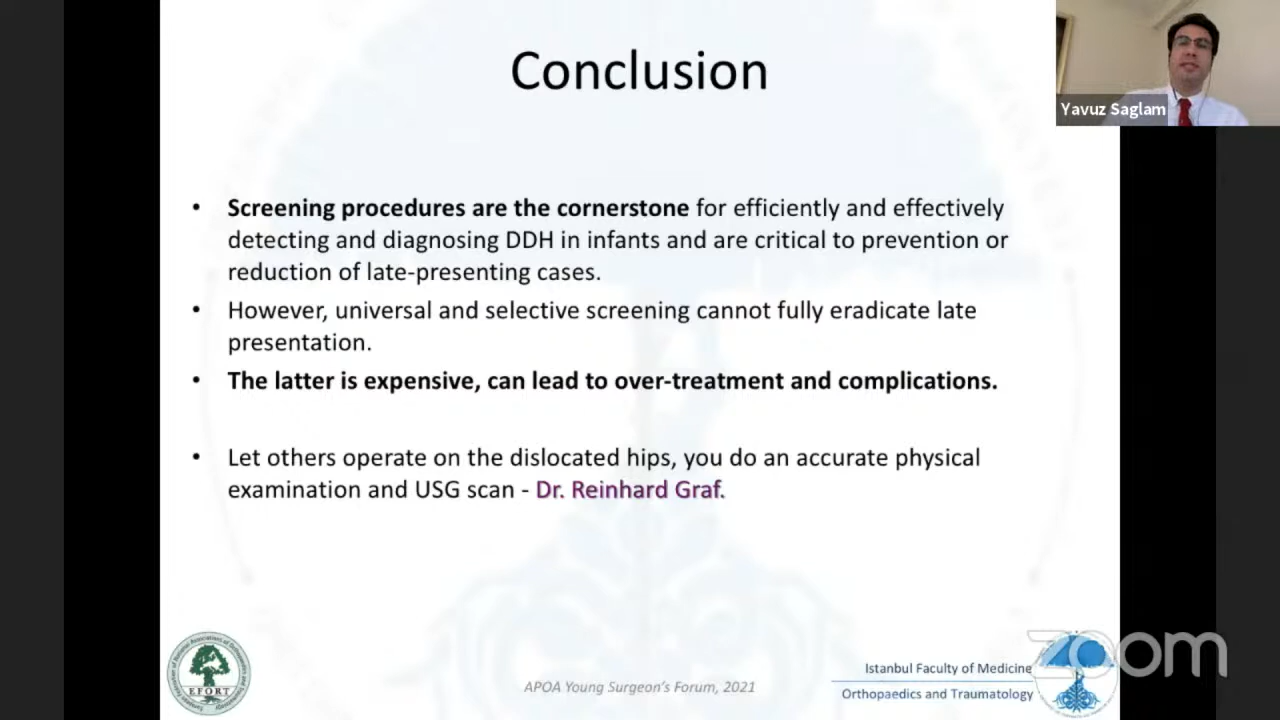 Conclusion
Yavuz Saglam
• Screening procedures are the cornerstone for efficiently and effectively
detecting and diagnosing DDH in infants and are critical to prevention or
reduction of late-presenting cases.
• However, universal and selective screening cannot fully eradicate late
presentation.
• The latter is expensive, can lead to over-treatment and complications.
• Let others operate on the dislocated hips, you do an accurate physical
examination and USG scan - Dr. Reinhard Graf.
EFORT
APOA Young Surgeon's Forum, 2021
Istanbul Faculty of Medicine
Orthopaedics and Traumatology
zoom